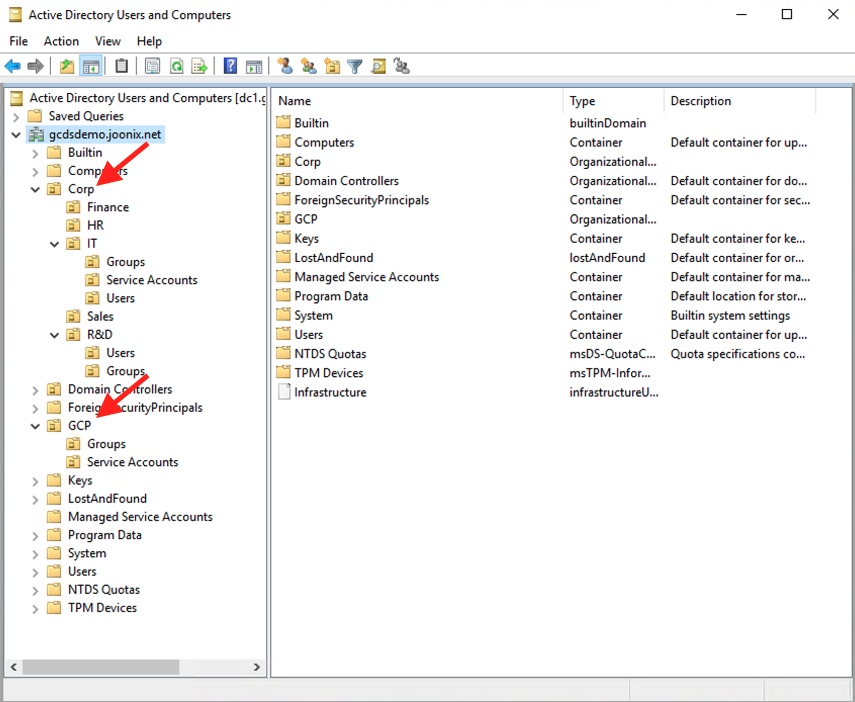 Active Directory Users and Computers
File Action View Help
Active Directory Users and Computers [dc1.g
Saved Queries
gcdsdemo.joonix.net
Builtin
Computers
Corp
Finance
HR
IT
Groups
Service Accounts
Users
Sales
R&D
Users
Groups
Domain Controllers
ForeignSecurityPrincipals
GCP
Groups
Service Accounts
Keys
LostAndFound
Managed Service Accounts
Program Data
System
Users
NTDS Quotas
TPM Devices
Name Type Description
Builtin builtinDomain
Computers Container Default container for up...
Corp Organizational...
Domain Controllers Organizational... Default container for do...
ForeignSecurityPrincipals Container Default container for sec...
GCP Organizational...
Keys Container Default container for ke...
LostAndFound lostAndFound Default container for or...
Managed Service Accounts Container Default container for ma...
Program Data Container Default location for stor...
System Container Builtin system settings
Users Container Default container for up...
NTDS Quotas msDS-QuotaC... Quota specifications co...
TPM Devices msTPM-Infor...
Infrastructure infrastructureU...